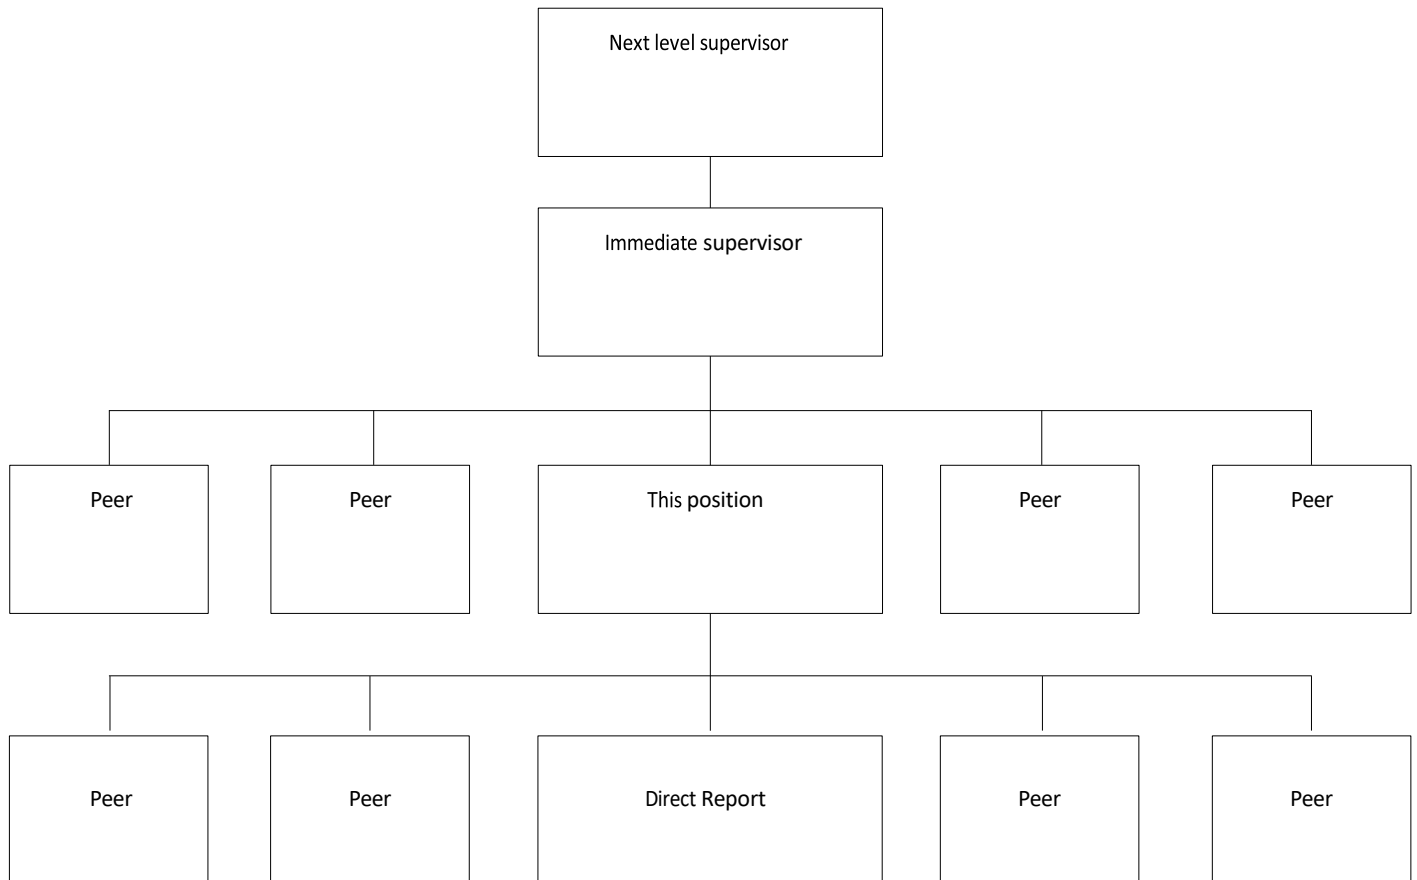 Next level supervisor
Immediate supervisor
Peer
Peer
This position
Peer
Peer
Peer
Peer
Direct Report
Peer
Peer